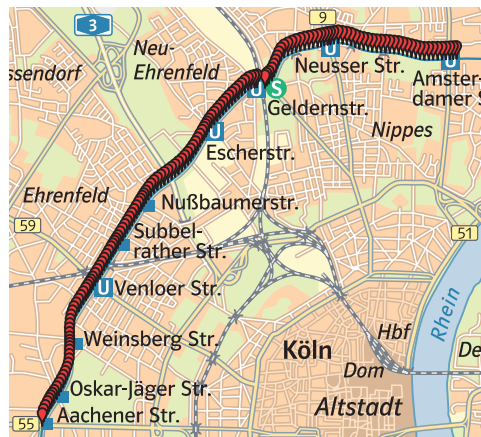 9
A 3
Neu-
Ehrenfeld
Neusser Str.
Amster-
damer S
ssendorf
U
U
U
S
Geldernstr.
Nippes
U
Escherstr.
Ehrenfeld
Nußbaumerstr.
59
Subbel-
rather Str.
51
U
Venloer Str.
Rhein
Weinsberg Str.
Hbf
De
Köln
Dom
Oskar-Jäger Str.
Altstadt
55
Aachener Str.